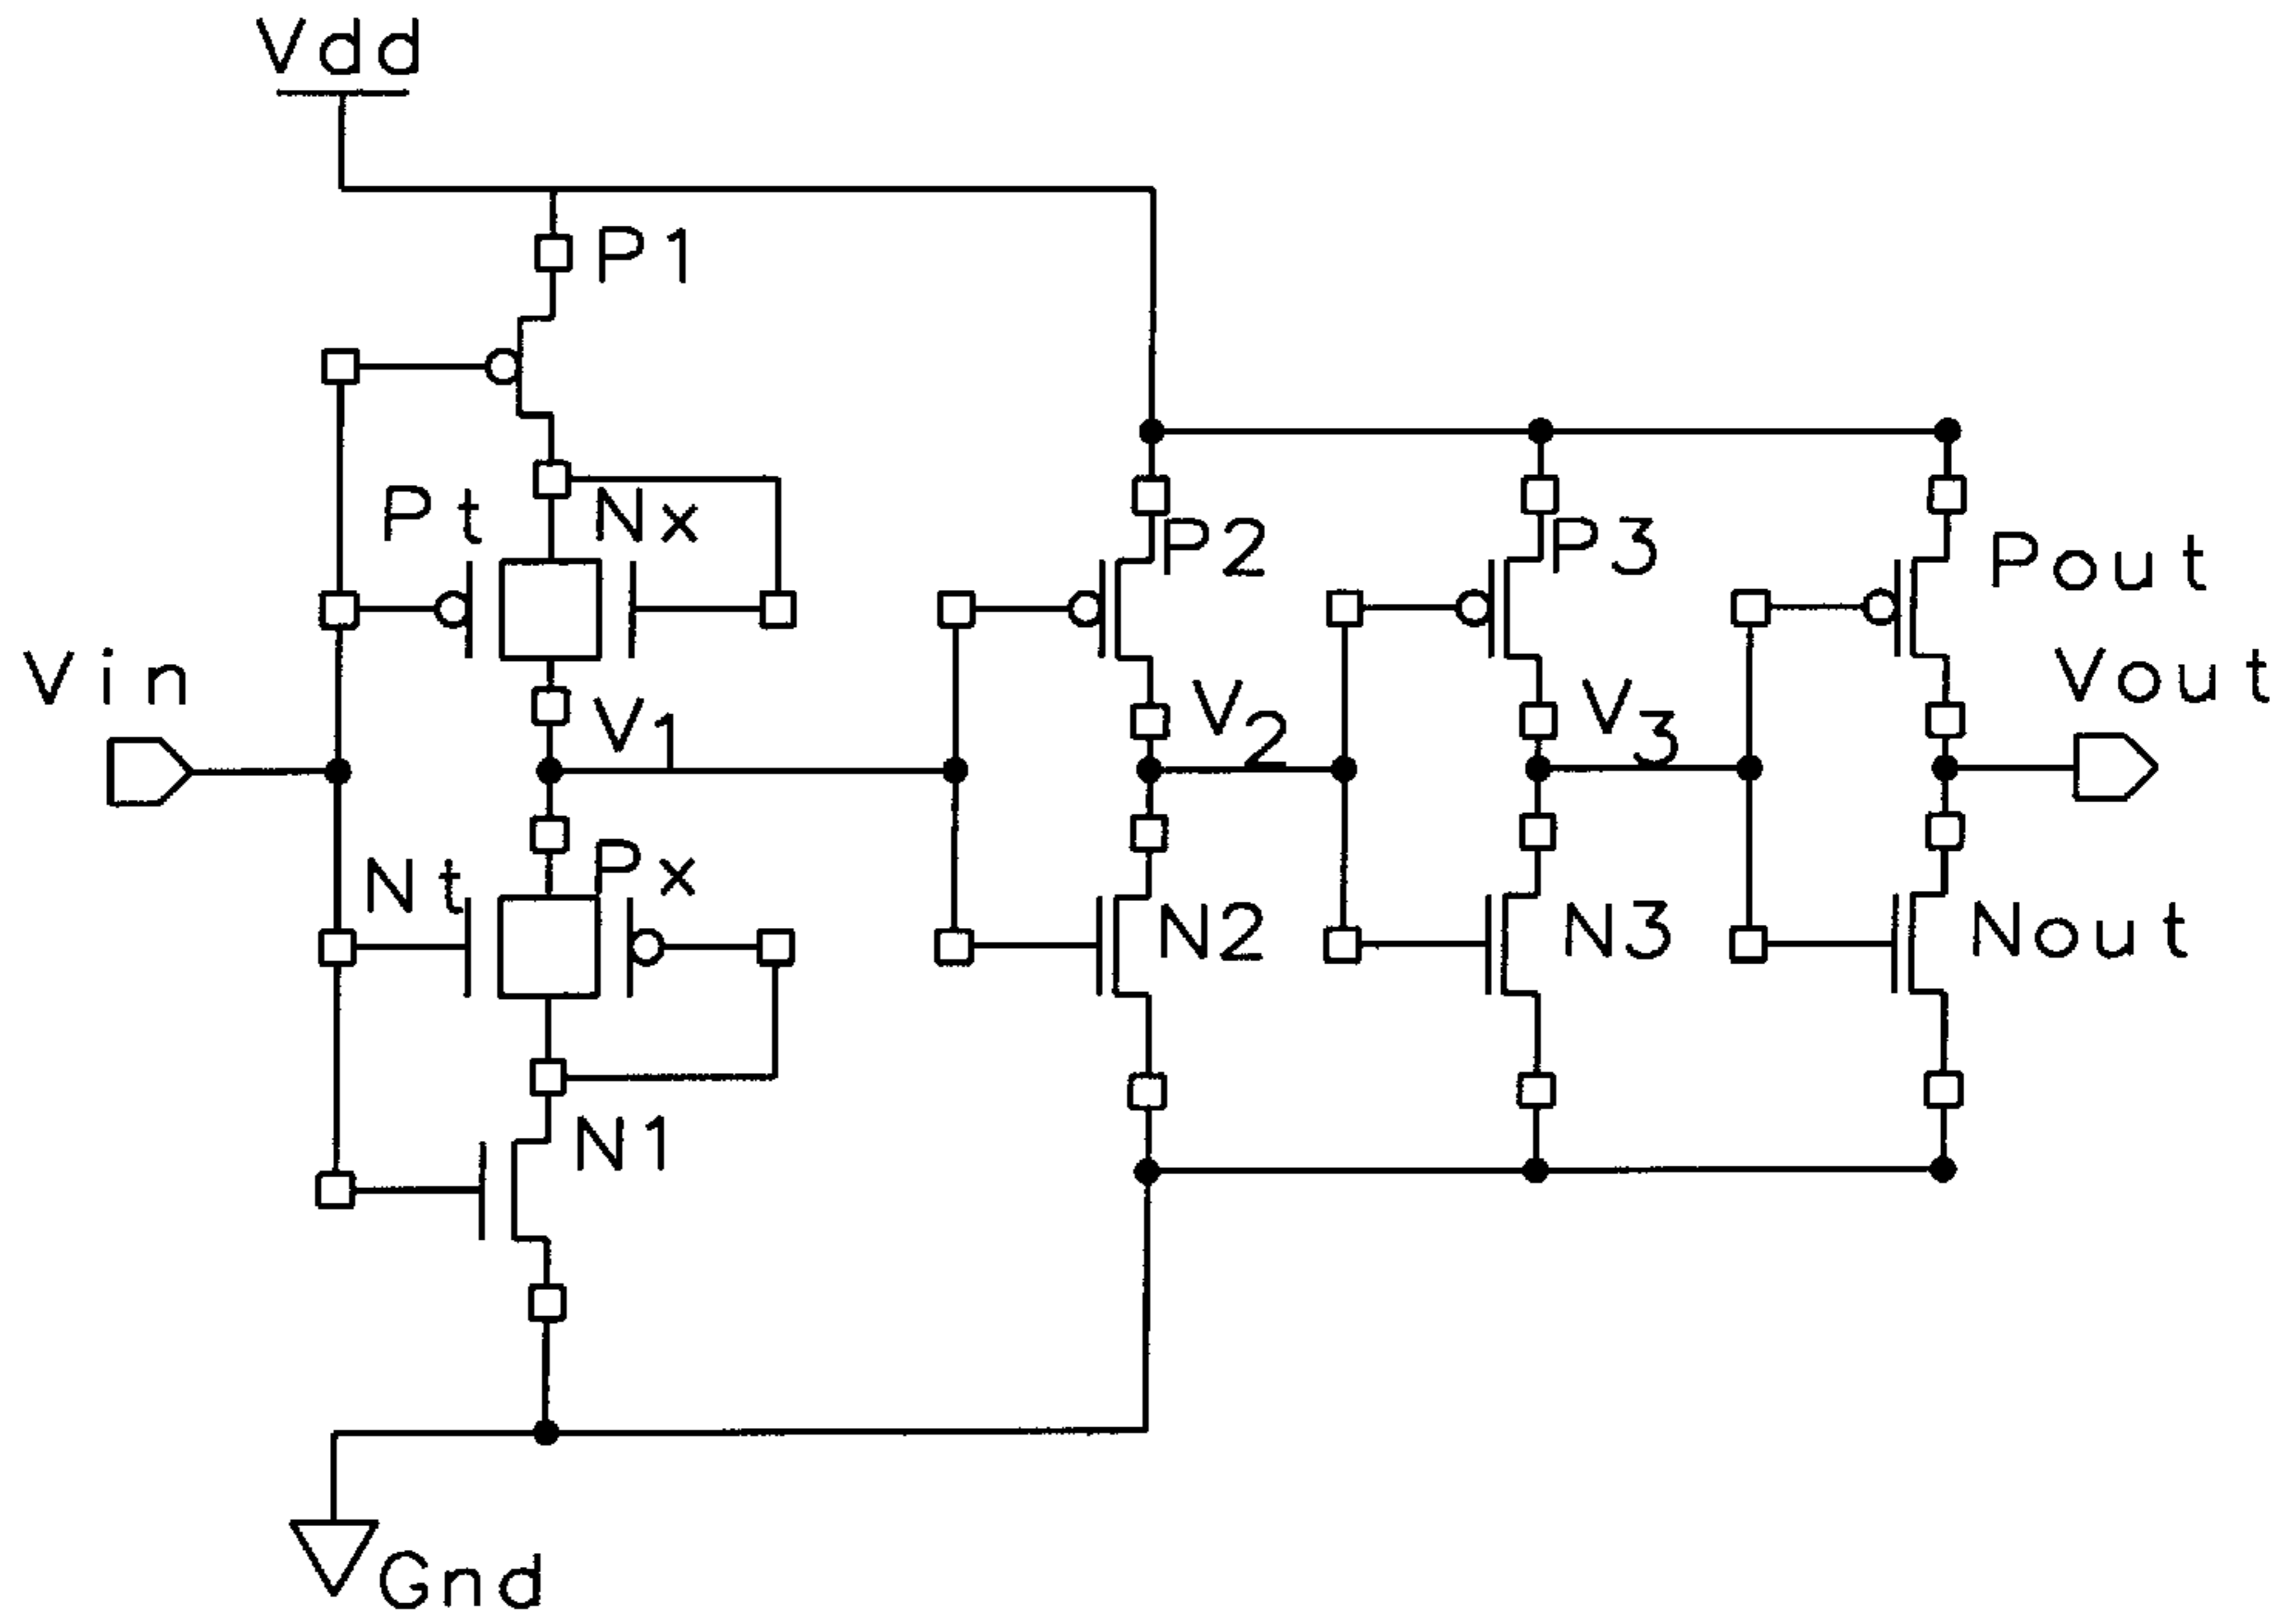 Vdd
P1
Pt
Nx
P2
P3
Pout
Vin
V1
V2
V3
Vout
Nt
Px
N2
N3
Nout
N1
Gnd